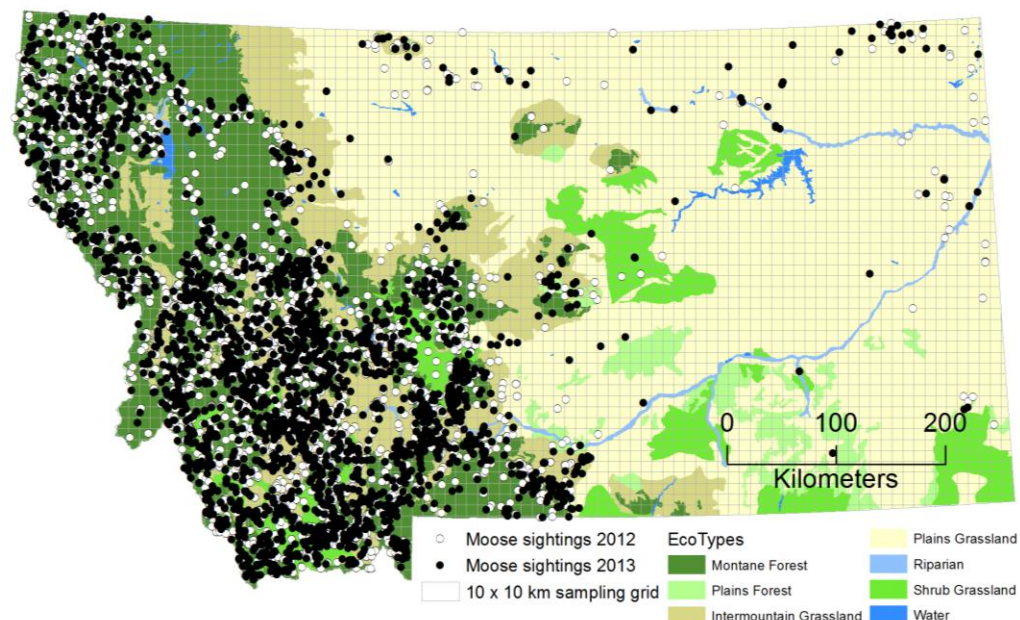 0 100 200
Kilometers
Moose sightings 2012
Moose sightings 2013
10 x 10 km sampling grid
EcoTypes
Montane Forest
Plains Forest
Intermountain Grassland
Plains Grassland
Riparian
Shrub Grassland
Water